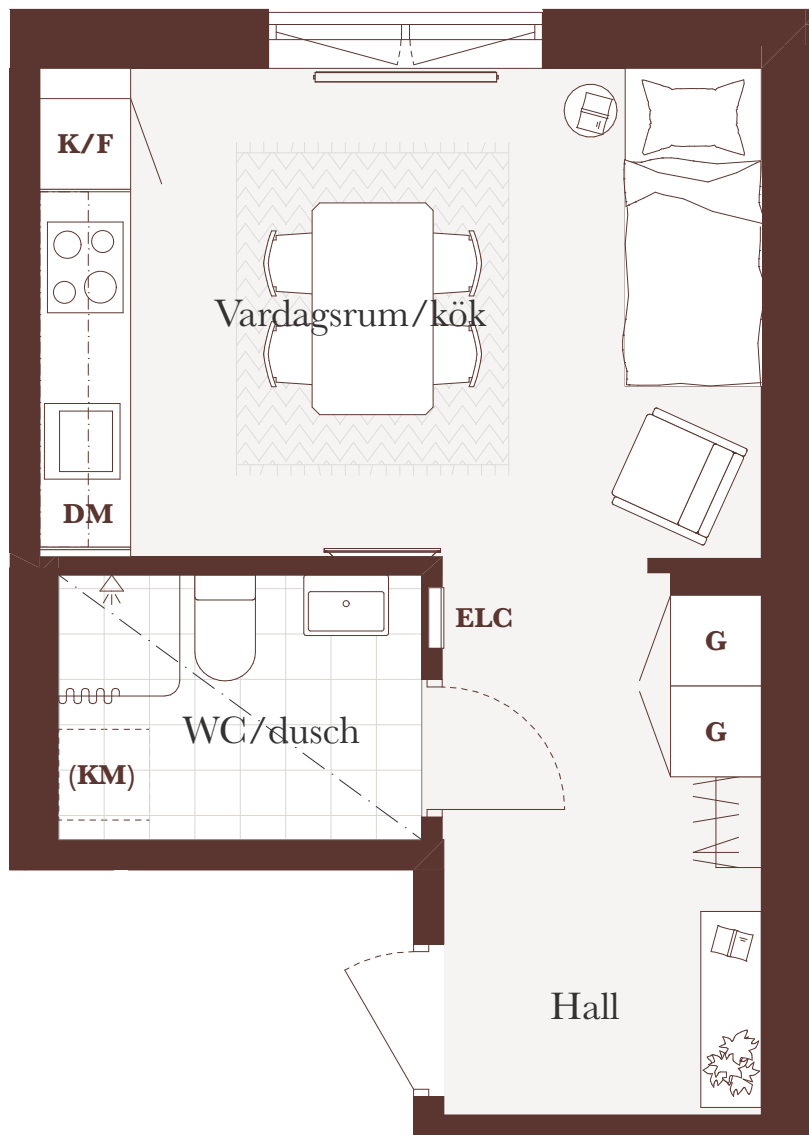 K/F
Vardagsrum/kök
DM
ELC
G
WC/dusch
G
(KM)
Hall